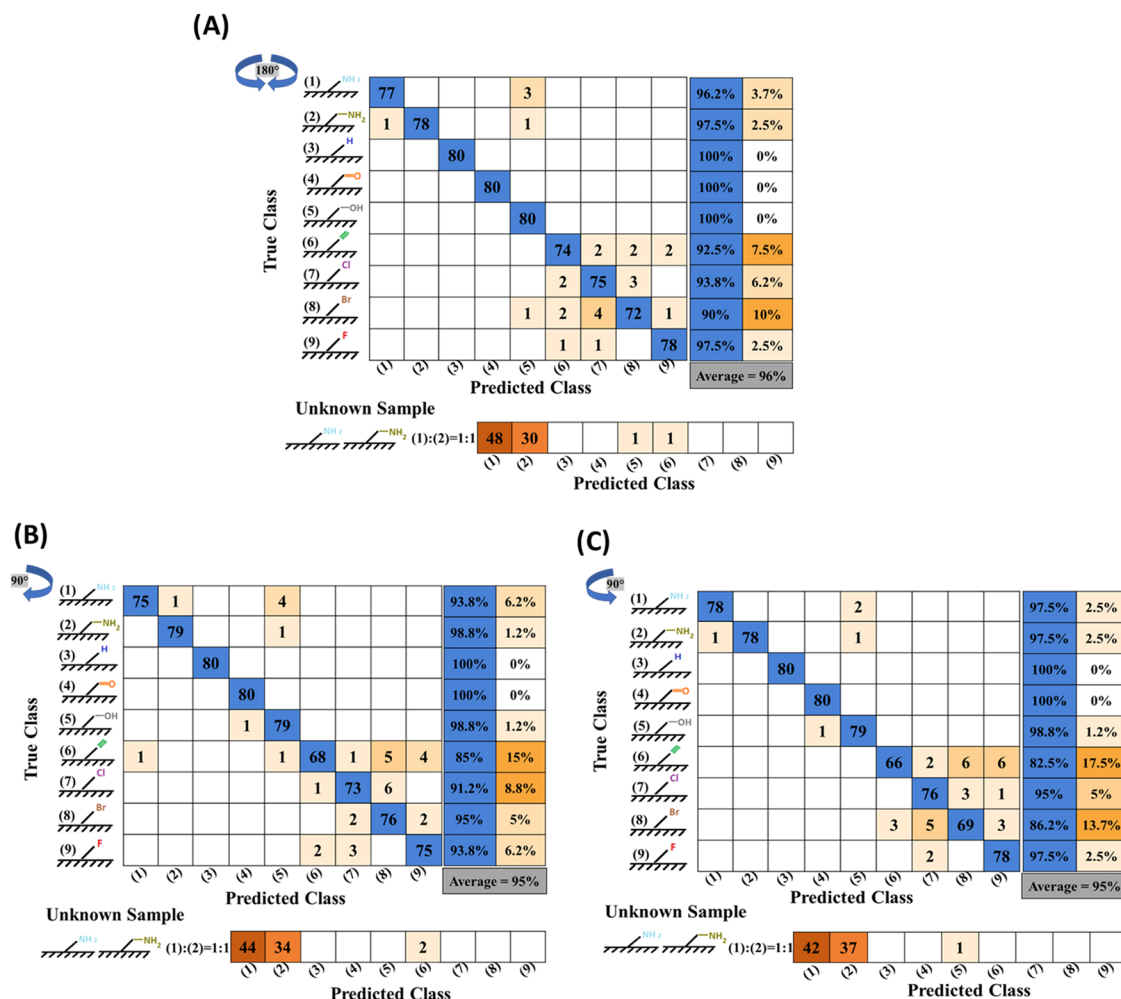 (A)
180°
(1) NH2 77 3 96.2% 3.7%
(2) NH2 1 78 1 97.5% 2.5%
(3) H 80 100% 0%
(4) O 80 100% 0%
(5) OH 80 100% 0%
(6) 74 2 2 2 92.5% 7.5%
(7) Cl 2 75 3 93.8% 6.2%
(8) Br 1 2 4 72 1 90% 10%
(9) F 1 1 78 97.5% 2.5%
True Class
(1) (2) (3) (4) (5) (6) (7) (8) (9)
Average = 96%
Predicted Class
Unknown Sample
NH2 NH2 (1):(2)=1:1 48 30 1 1
(1) (2) (3) (4) (5) (6) (7) (8) (9)
Predicted Class
(B)
90°
(1) NH2 75 1 4 93.8% 6.2%
(2) NH2 79 1 98.8% 1.2%
(3) H 80 100% 0%
(4) O 80 100% 0%
(5) OH 1 79 98.8% 1.2%
(6) 1 1 68 1 5 4 85% 15%
(7) Cl 1 73 6 91.2% 8.8%
(8) Br 2 76 2 95% 5%
(9) F 2 3 75 93.8% 6.2%
True Class
(1) (2) (3) (4) (5) (6) (7) (8) (9)
Average = 95%
Predicted Class
Unknown Sample
NH2 NH2 (1):(2)=1:1 44 34 2
(1) (2) (3) (4) (5) (6) (7) (8) (9)
Predicted Class
(C)
90°
(1) NH2 78 2 97.5% 2.5%
(2) NH2 1 78 1 97.5% 2.5%
(3) H 80 100% 0%
(4) O 80 100% 0%
(5) OH 1 79 98.8% 1.2%
(6) 66 2 6 6 82.5% 17.5%
(7) Cl 76 3 1 95% 5%
(8) Br 3 5 69 3 86.2% 13.7%
(9) F 2 78 97.5% 2.5%
True Class
(1) (2) (3) (4) (5) (6) (7) (8) (9)
Average = 95%
Predicted Class
Unknown Sample
NH2 NH2 (1):(2)=1:1 42 37 1
(1) (2) (3) (4) (5) (6) (7) (8) (9)
Predicted Class